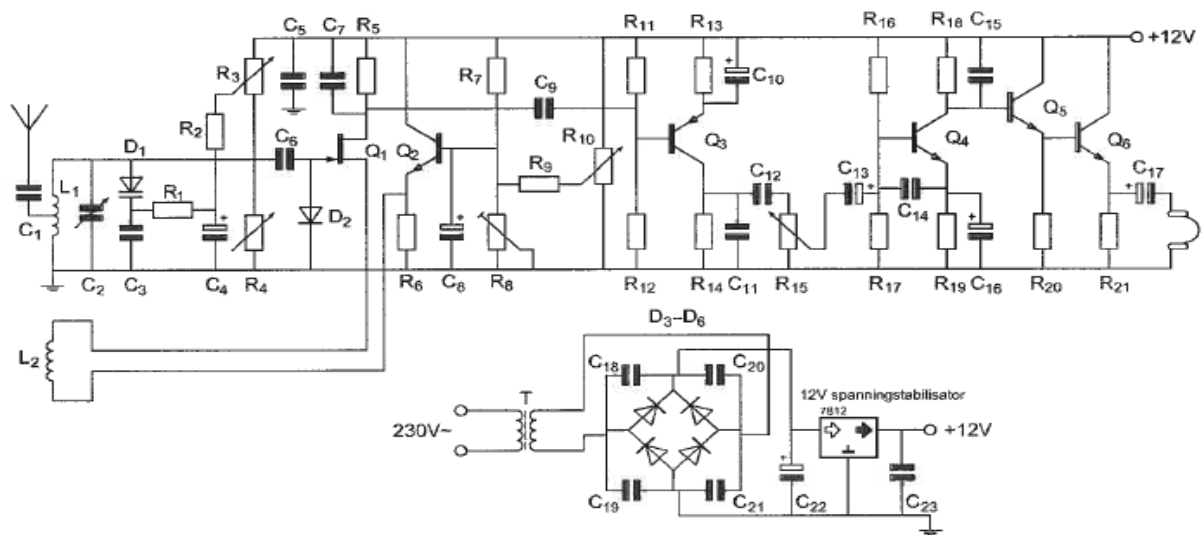 R11 R13 R16 R18 C15
C5 C7 R5
+12V
R3 R7 C9 + C10
R2 R10 Q5
C6 Q1 Q2 Q3 Q4 Q6
D1 R9 C12 C13 + C17 +
L1 R1 + D2 + C14 +
C1
C2 C3 C4 R4 R6 C8 R8 R12 R14 C11 R15 R17 R19 C16 R20 R21
D3--D6
L2
C18 C20
T 12V spanningstabilisator
7812
230V~ +12V
+
C19 C21 C22 C23